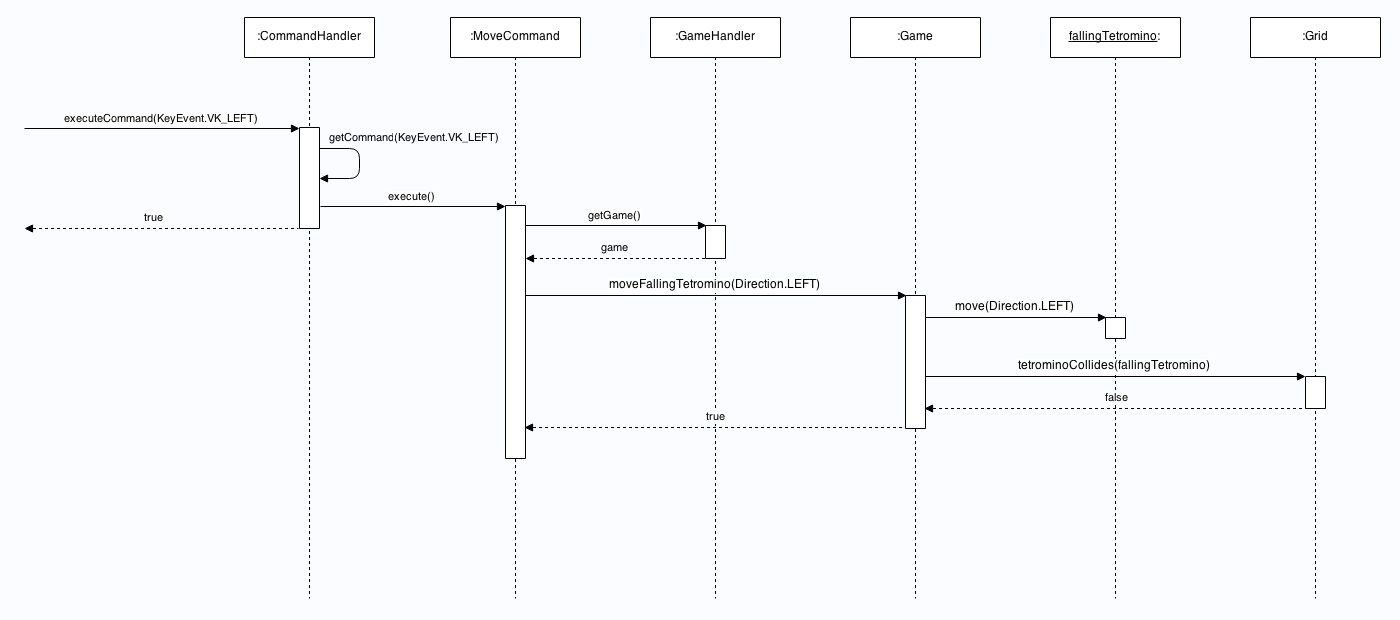 :CommandHandler
:MoveCommand
:GameHandler
:Game
fallingTetromino:
:Grid
executeCommand(KeyEvent.VK_LEFT)
getCommand(KeyEvent.VK_LEFT)
execute()
true
getGame()
game
moveFallingTetromino(Direction.LEFT)
move(Direction.LEFT)
tetrominoCollides(fallingTetromino)
false
true